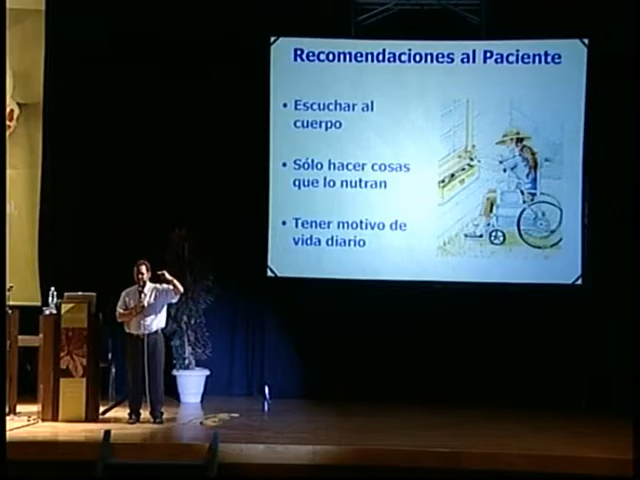 Recomendaciones al Paciente
• Escuchar al
cuerpo
• Sólo hacer cosas
que lo nutran
• Tener motivo de
vida diario